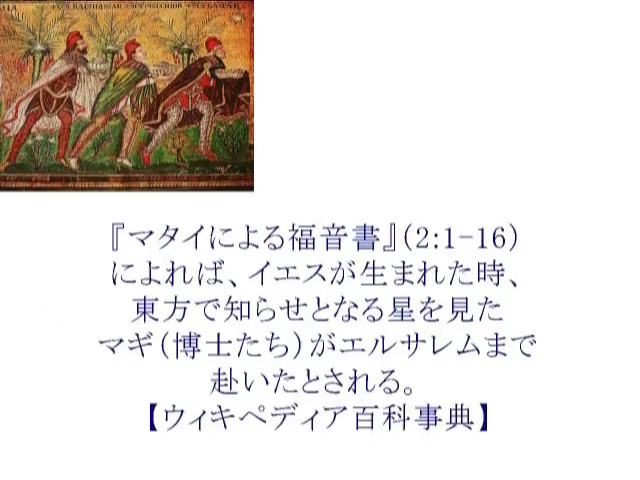 『マタイによる福音書』（2:1-16）
によれば、イエスが生まれた時、
東方で知らせとなる星を見た
マギ（博士たち）がエルサレムまで
赴いたとされる。
【ウィキペディア百科事典】